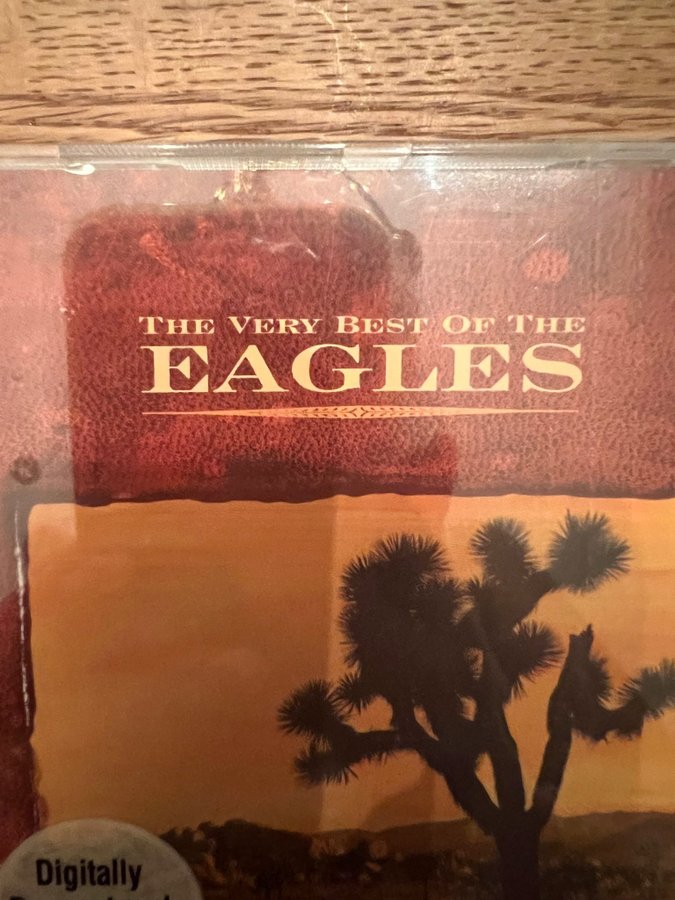 The Very Best Of The
EAGLES
Digitally